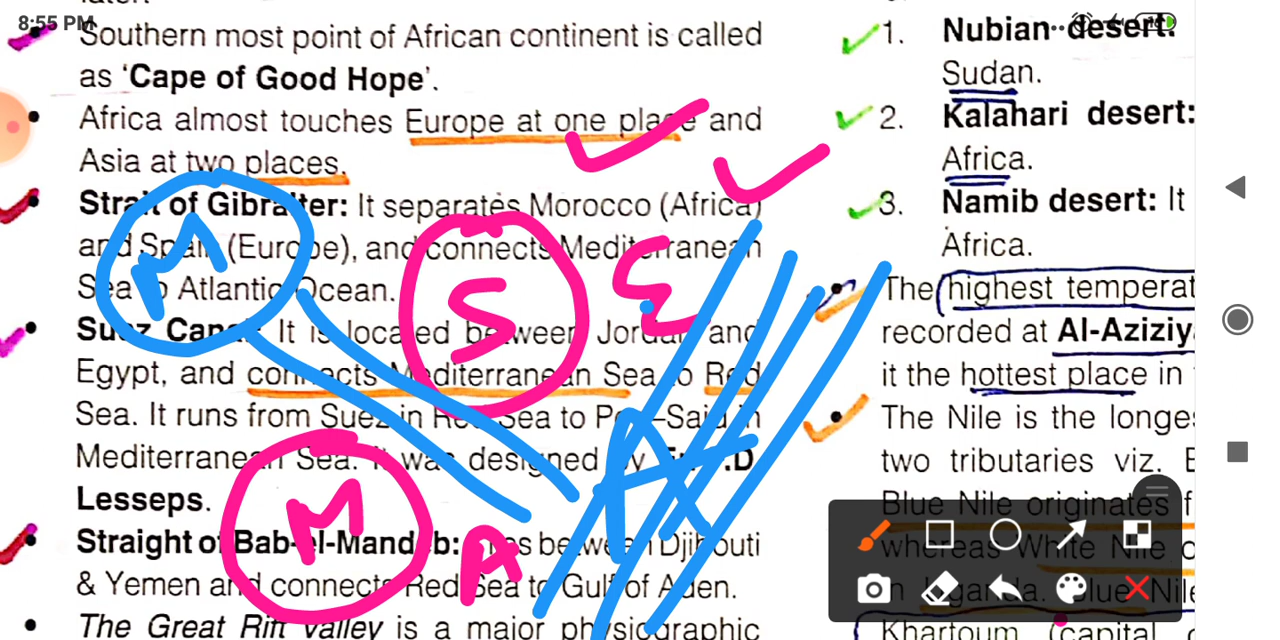 8:55 PM
Southern most point of African continent is called
as ‘Cape of Good Hope’.
Africa almost touches Europe at one place and
Asia at two places.
Strait of Gibralter: It separates Morocco (Africa)
and Spain (Europe), and connects Mediterranean
Sea to Atlantic Ocean.
Suez Canal: It is located between Jordan and
Egypt, and connects Mediterranean Sea to Red
Sea. It runs from Suez in Red Sea to Port-Said in
Mediterranean Sea. It was designed by .D
Lesseps.
Straight of Bab-el-Mandeb: lies between Djibouti
& Yemen and connects Red Sea to Gulf of Aden.
The Great Rift Valley is a major physiographic
M
S
E
M
A
A
1. Nubian desert:
Sudan.
2. Kalahari desert:
Africa.
3. Namib desert: It
Africa.
The highest temperat
recorded at Al-Aziziy
it the hottest place in
The Nile is the longes
two tributaries viz.
Blue Nile originates f
whereas White Nile
in Uganda. Blue Nile
Khartoum (capital